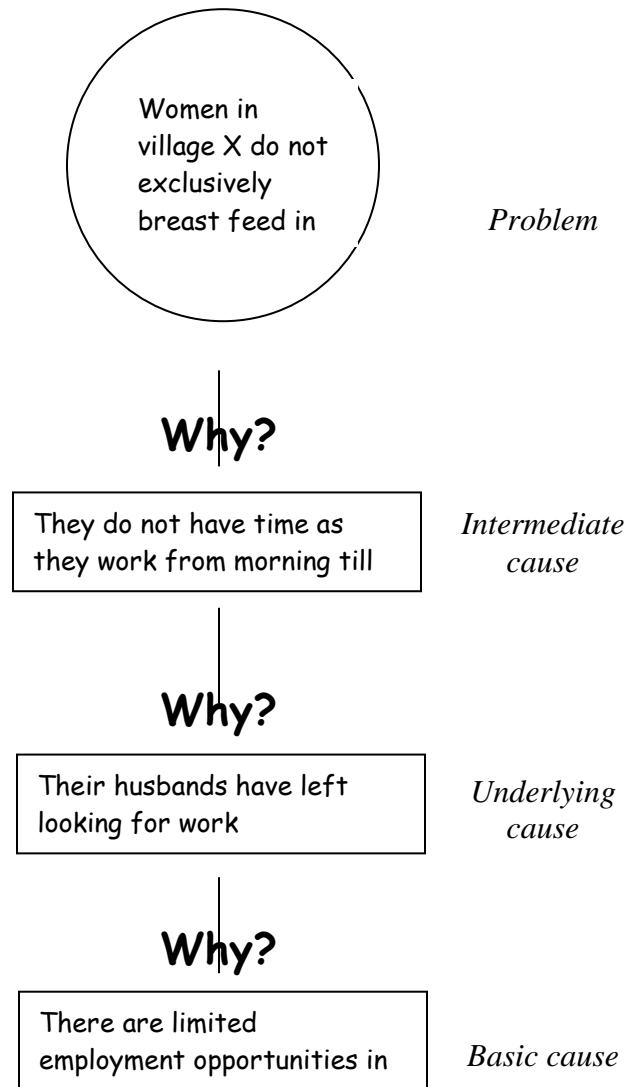 Women in
village X do not
exclusively
breast feed in
Problem
Why?
They do not have time as
they work from morning till
Intermediate
cause
Why?
Their husbands have left
looking for work
Underlying
cause
Why?
There are limited
employment opportunities in
Basic cause